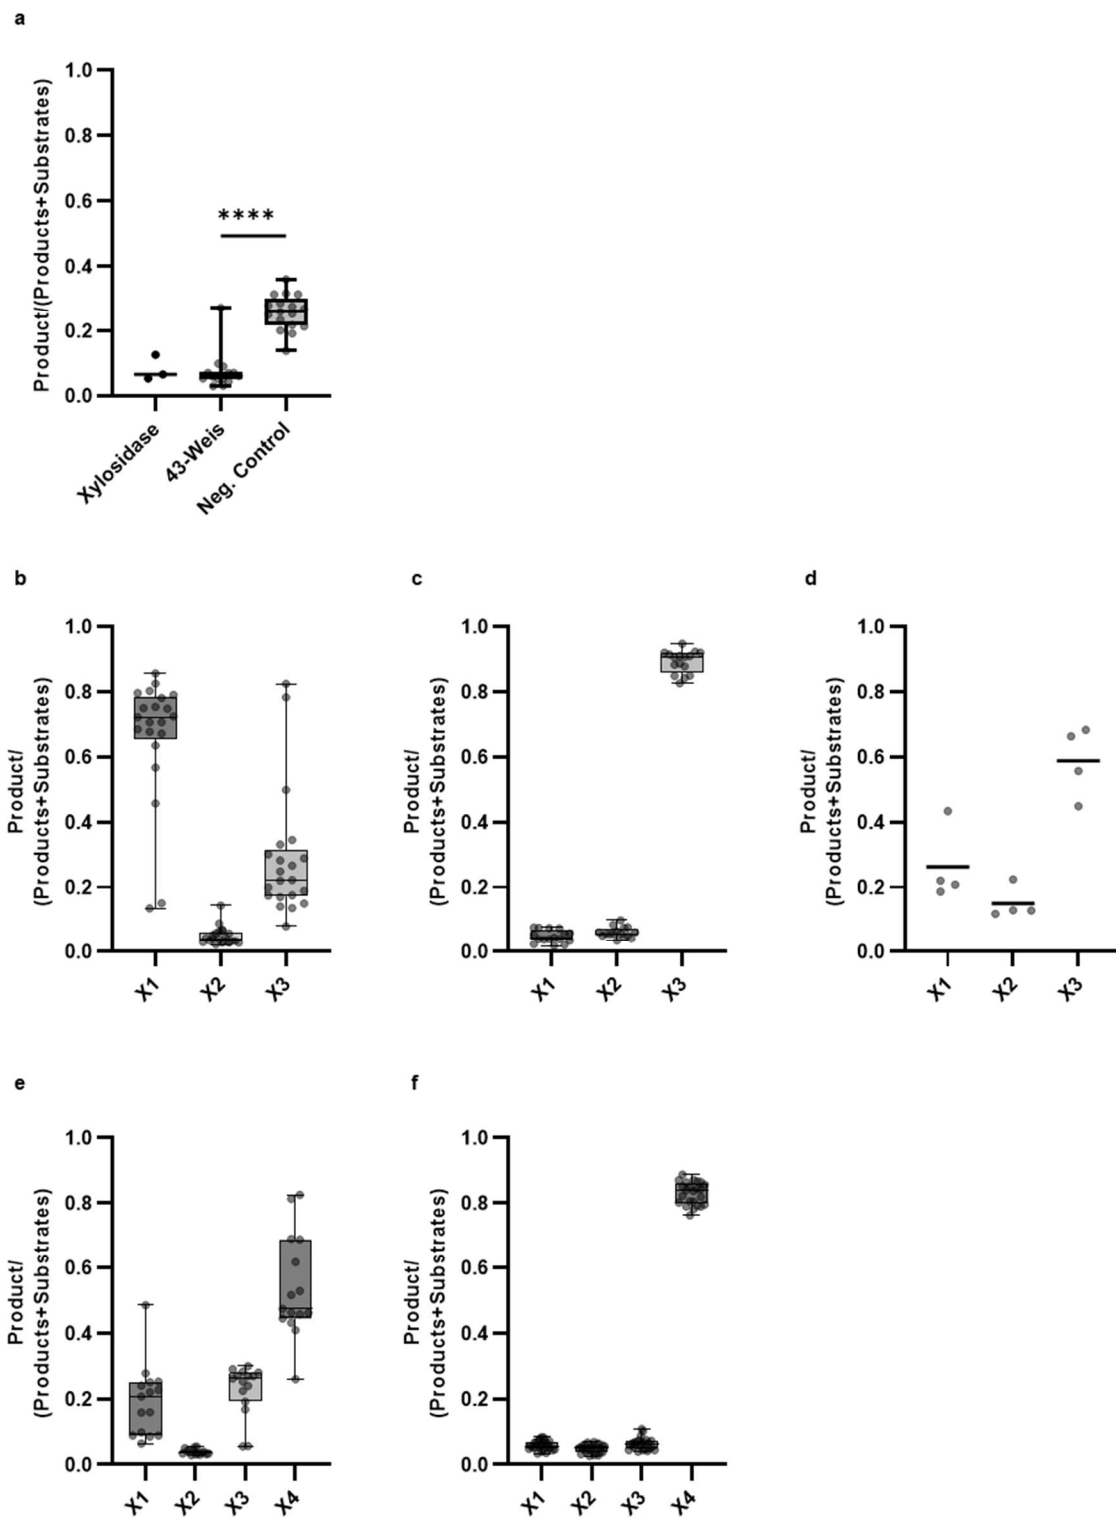 a
Product/(Products+Substrates)
1.0
0.8
0.6
0.4
0.2
0.0
****
Xylosidase
43-Weis
Neg. Control
b
Product/
(Products+Substrates)
1.0
0.8
0.6
0.4
0.2
0.0
X1
X2
X3
c
Product/
(Products+Substrates)
1.0
0.8
0.6
0.4
0.2
0.0
X1
X2
X3
d
Product/
(Products+Substrates)
1.0
0.8
0.6
0.4
0.2
0.0
X1
X2
X3
e
Product/
(Products+Substrates)
1.0
0.8
0.6
0.4
0.2
0.0
X1
X2
X3
X4
f
Product/
(Products+Substrates)
1.0
0.8
0.6
0.4
0.2
0.0
X1
X2
X3
X4